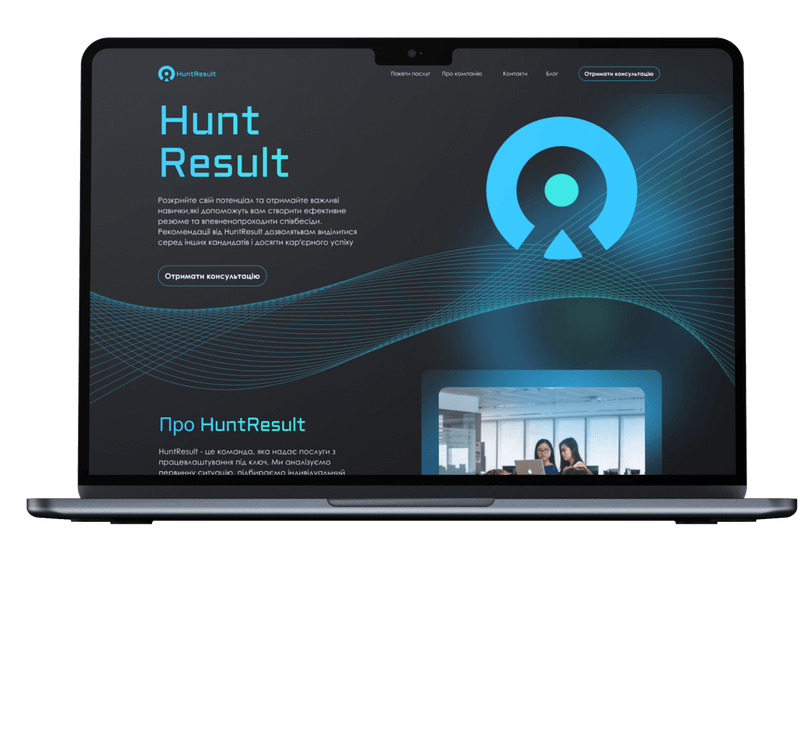 HuntResult
Пакети послуг Про компанію Контакти Блог Отримати консультацію
Hunt
Result
Розкрийте свій потенціал та отримайте важливі
навички,які допоможуть вам створити ефективне
резюме та впевненопроходити співбесіди.
Рекомендації від HuntResult дозволятьвам виділитися
серед інших кандидатів і досягти кар'єрного успіху
Отримати консультацію
Про HuntResult
HuntResult - це команда, яка надає послуги з
працевлаштування під ключ. Ми аналізуємо
первинну ситуацію, підбираємо індивідуальний